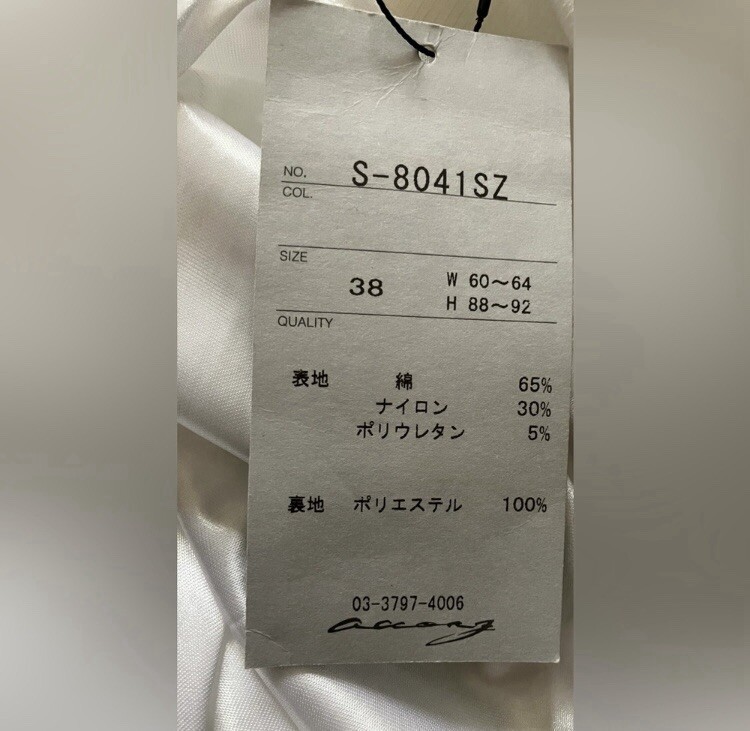 NO. S-8041SZ
COL.
SIZE
38 W 60～64
H 88～92
QUALITY
表地 綿 65%
ナイロン 30%
ポリウレタン 5%
裏地 ポリエステル 100%
03-3797-4006